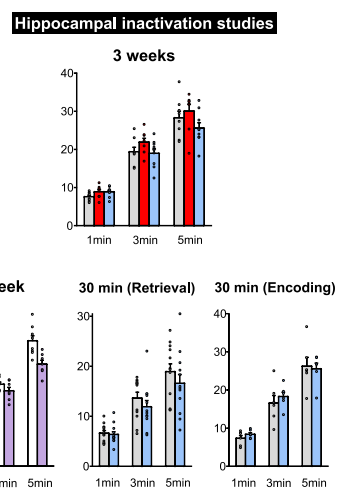 Hippocampal inactivation studies
3 weeks
40
30
20
10
0
1min 3min 5min
eek 30 min (Retrieval) 30 min (Encoding)
30 40
20 30
10 20
0 10
0
min 5min 1min 3min 5min 1min 3min 5min